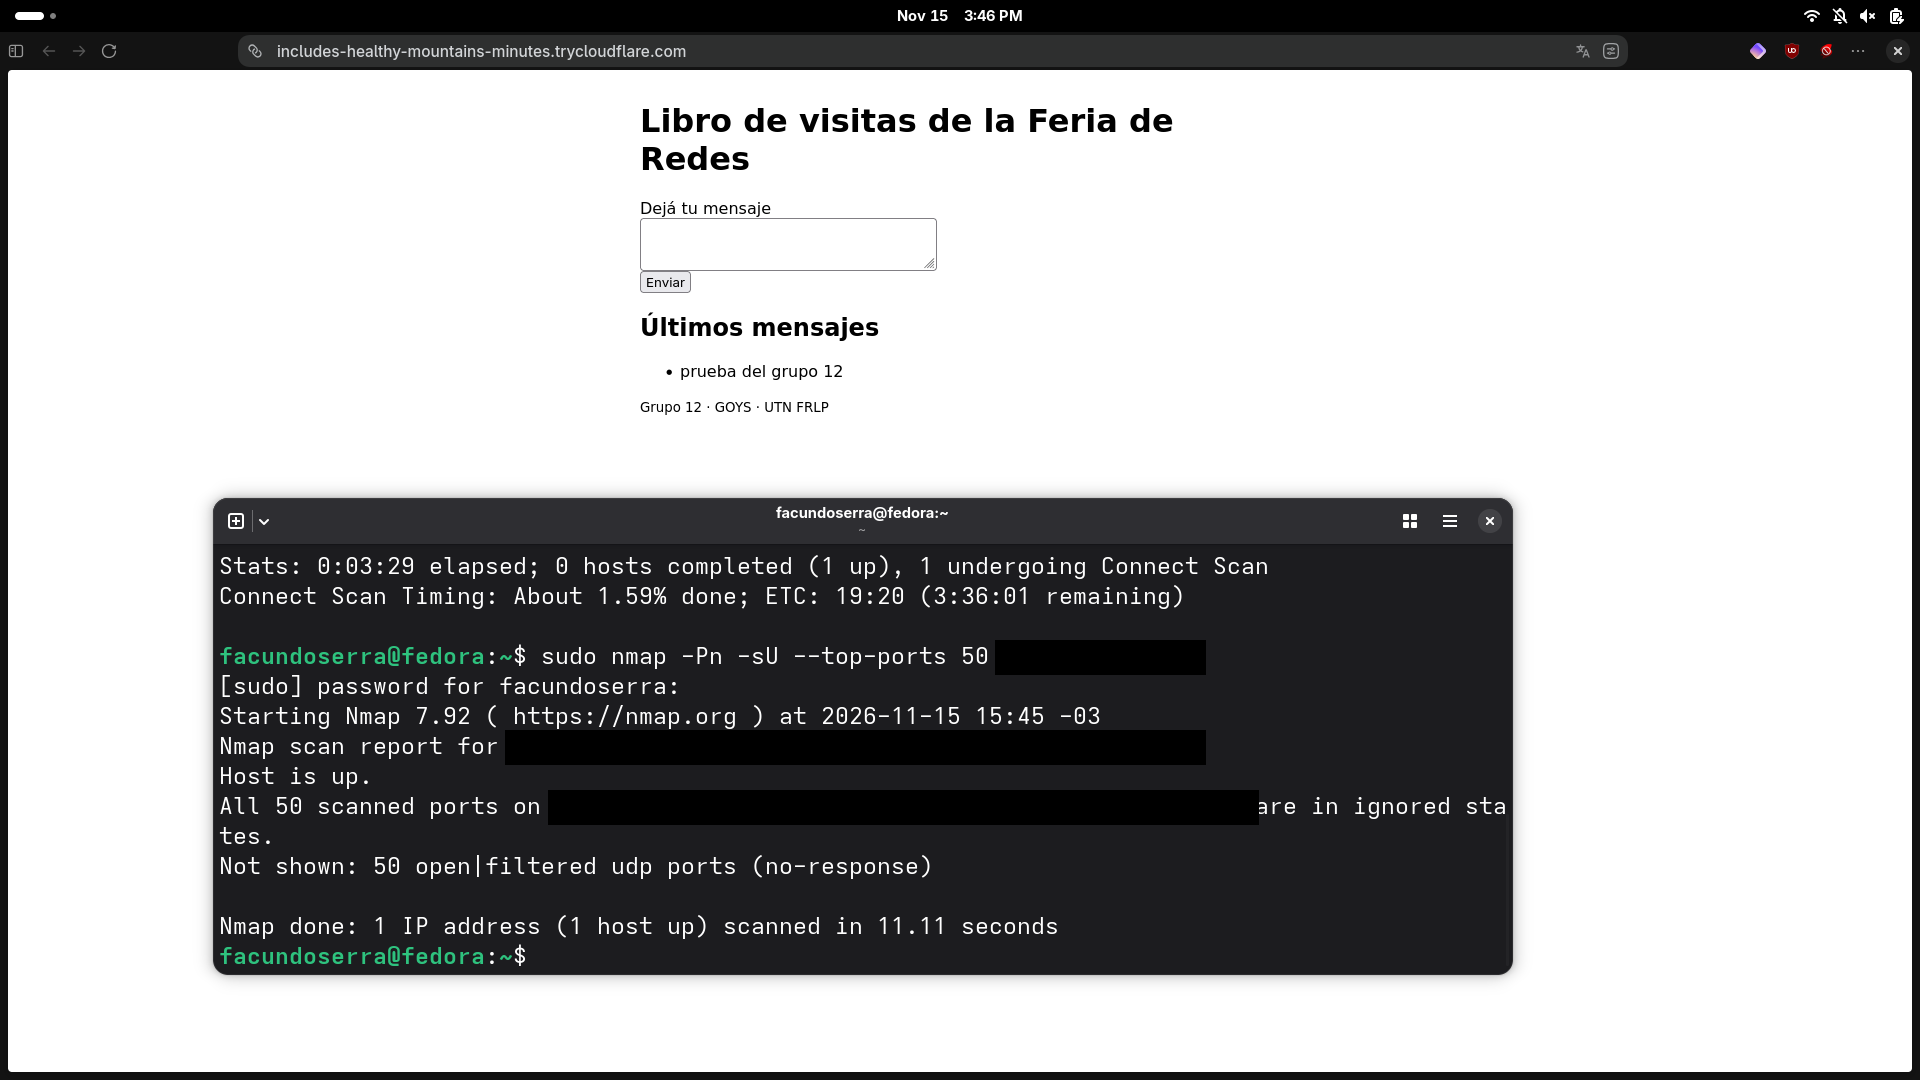 Nov 15 3:46 PM
includes-healthy-mountains-minutes.trycloudflare.com
Libro de visitas de la Feria de
Redes
Dejá tu mensaje
Enviar
Últimos mensajes
• prueba del grupo 12
Grupo 12 · GOYS · UTN FRLP
facundoserra@fedora:~
~
Stats: 0:03:29 elapsed; 0 hosts completed (1 up), 1 undergoing Connect Scan
Connect Scan Timing: About 1.59% done; ETC: 19:20 (3:36:01 remaining)
facundoserra@fedora:~$ sudo nmap -Pn -sU --top-ports 50
[sudo] password for facundoserra:
Starting Nmap 7.92 ( https://nmap.org ) at 2026-11-15 15:45 -03
Nmap scan report for
Host is up.
All 50 scanned ports on are in ignored sta
tes.
Not shown: 50 open|filtered udp ports (no-response)
Nmap done: 1 IP address (1 host up) scanned in 11.11 seconds
facundoserra@fedora:~$